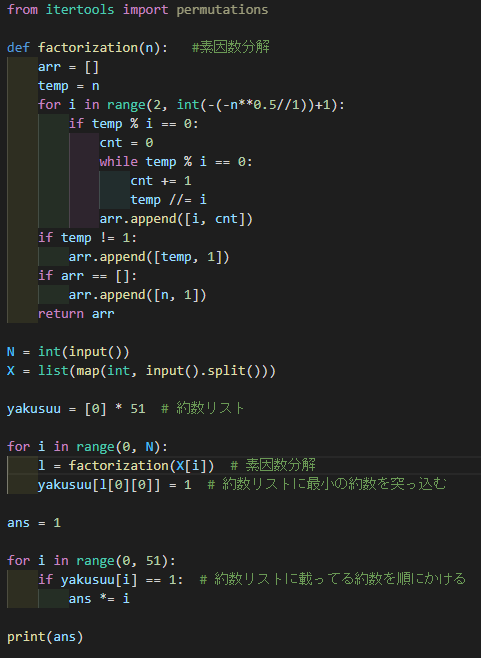 from itertools import permutations
def factorization(n):   #素因数分解
    arr = []
    temp = n
    for i in range(2, int(-(-n**0.5//1))+1):
        if temp % i == 0:
            cnt = 0
            while temp % i == 0:
                cnt += 1
                temp //= i
            arr.append([i, cnt])
    if temp != 1:
        arr.append([temp, 1])
    if arr == []:
        arr.append([n, 1])
    return arr
N = int(input())
X = list(map(int, input().split()))
yakusuu = [0] * 51  # 約数リスト
for i in range(0, N):
    l = factorization(X[i])  # 素因数分解
    yakusuu[l[0][0]] = 1  # 約数リストに最小の約数を突っ込む
ans = 1
for i in range(0, 51):
    if yakusuu[i] == 1:  # 約数リストに載ってる約数を順にかける
        ans *= i
print(ans)